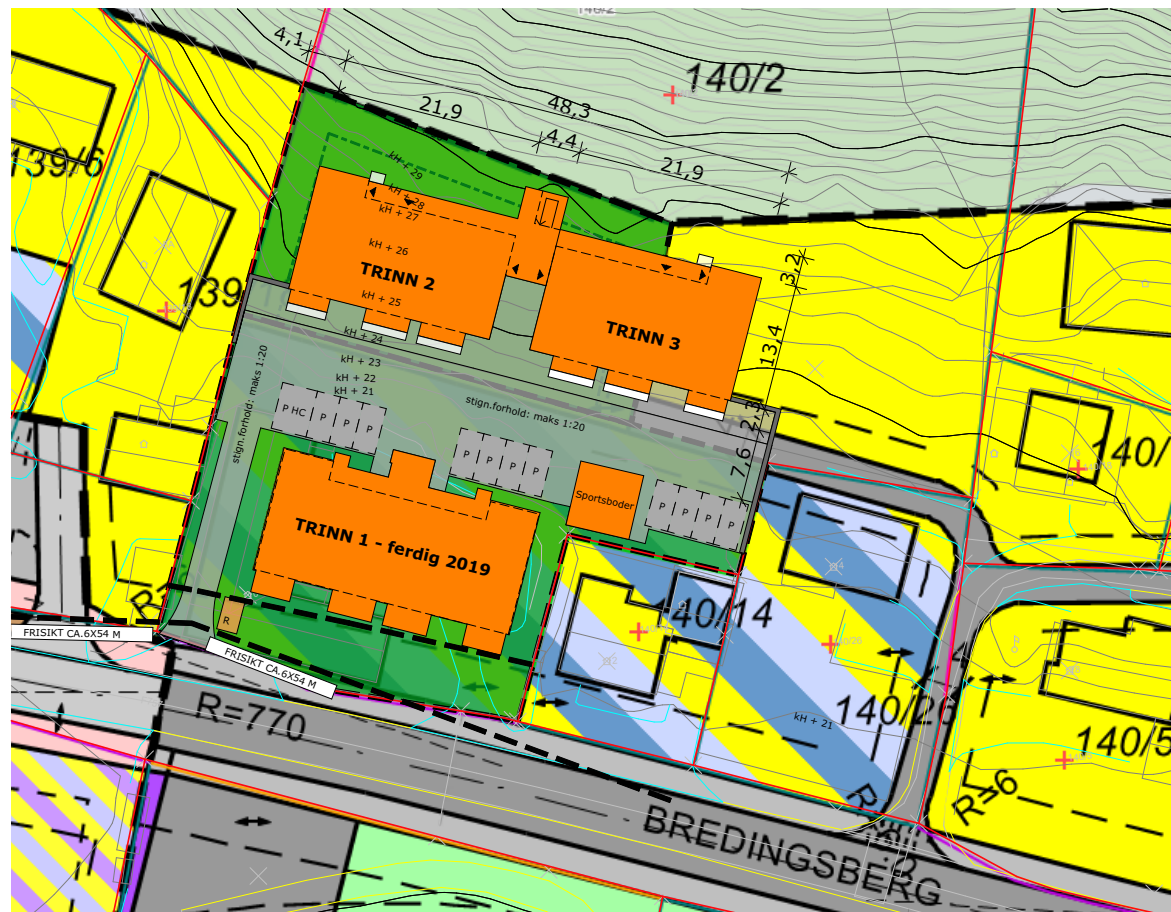 140/2
4,1
140/2
21,9
48,3
4,4
21,9
139/6
kH + 29
kH + 28
kH + 27
kH + 26
TRINN 2
kH + 25
3,2
139
TRINN 3
13,4
kH + 24
kH + 23
kH + 22
kH + 21
stign.forhold: maks 1:20
stign.forhold: maks 1:20
2,3
7,6
P HC P P P
P P P P
P P P P
Sportsboder
140/
TRINN 1 - ferdig 2019
R
FRISIKT CA.6X54 M
FRISIKT CA.6X54 M
140/14
140/26
kH + 21
R=770
140/5
R=6
BREDINGSBERG